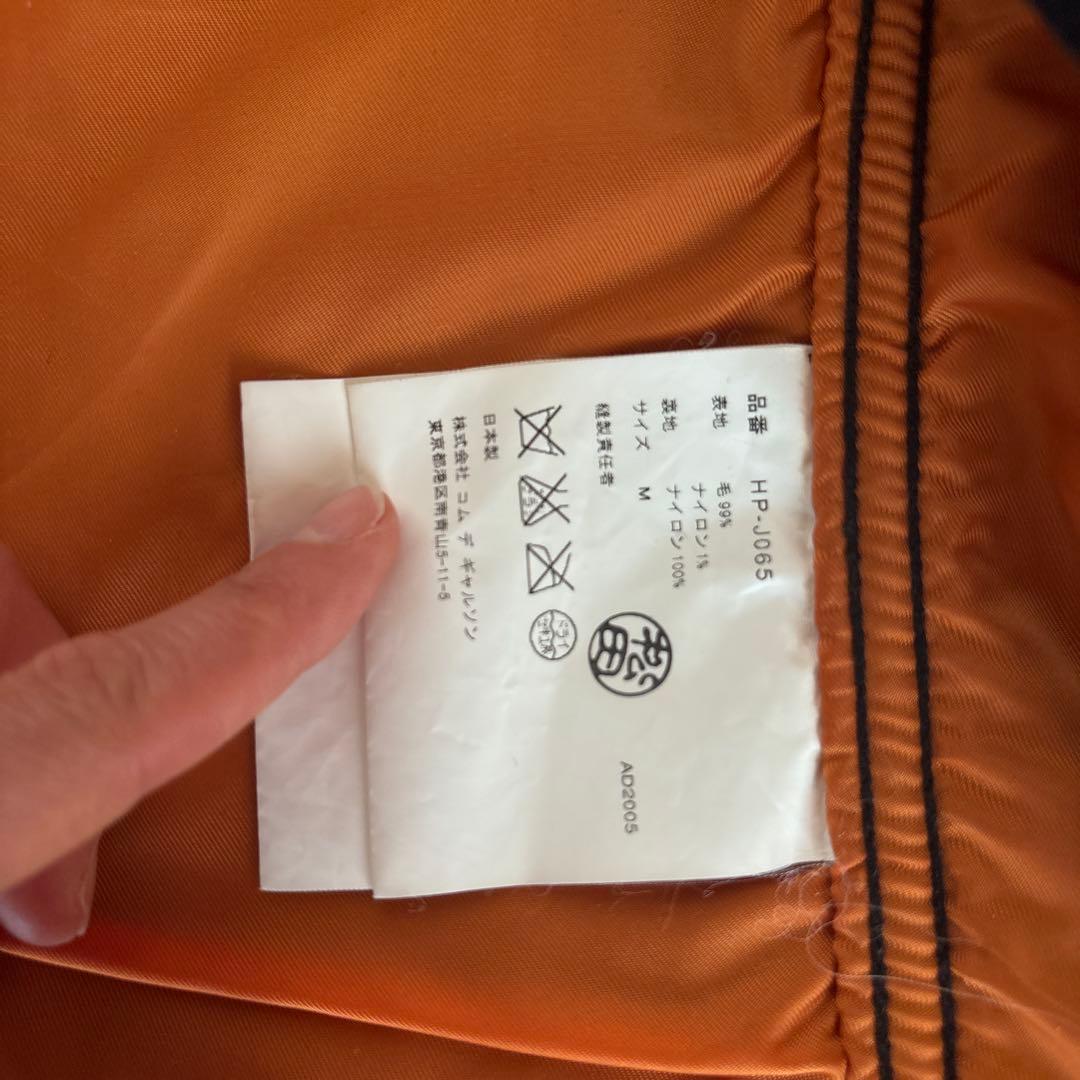 品番 HP-J065
表地 毛99%
ナイロン1%
裏地 ナイロン100%
サイズ M
縫製責任者
AD2005
ドライ
日本製
株式会社 コム デ ギャルソン
東京都港区南青山5-11-5